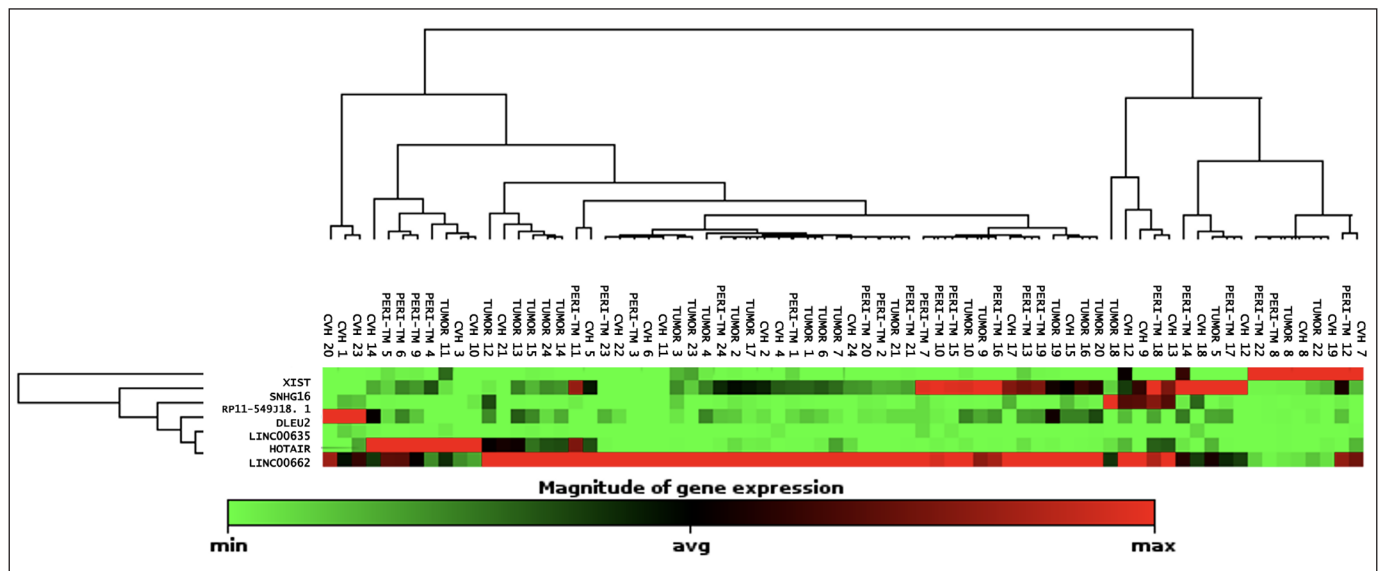 CVH 20
CVH 1
CVH 23
CVH 14
PERI-TM 5
PERI-TM 6
PERI-TM 9
PERI-TM 4
TUMOR 11
CVH 3
CVH 10
TUMOR 12
CVH 21
TUMOR 13
TUMOR 15
TUMOR 24
TUMOR 14
PERI-TM 11
CVH 5
PERI-TM 23
CVH 22
PERI-TM 3
CVH 6
CVH 11
TUMOR 3
TUMOR 23
TUMOR 4
PERI-TM 24
TUMOR 2
TUMOR 17
CVH 2
CVH 4
PERI-TM 1
TUMOR 1
TUMOR 6
TUMOR 7
CVH 24
PERI-TM 20
PERI-TM 2
TUMOR 21
PERI-TM 21
PERI-TM 7
PERI-TM 10
PERI-TM 15
TUMOR 10
TUMOR 9
PERI-TM 16
CVH 17
PERI-TM 13
PERI-TM 19
TUMOR 19
CVH 15
TUMOR 16
TUMOR 20
TUMOR 18
CVH 12
CVH 9
PERI-TM 18
CVH 13
PERI-TM 14
CVH 18
TUMOR 5
PERI-TM 17
CVH 12
PERI-TM 22
PERI-TM 8
TUMOR 8
CVH 8
TUMOR 22
CVH 19
PERI-TM 12
CVH 7
XIST
SNHG16
RP11-549J18. 1
DLEU2
LINC00635
HOTAIR
LINC00662
Magnitude of gene expression
min avg max